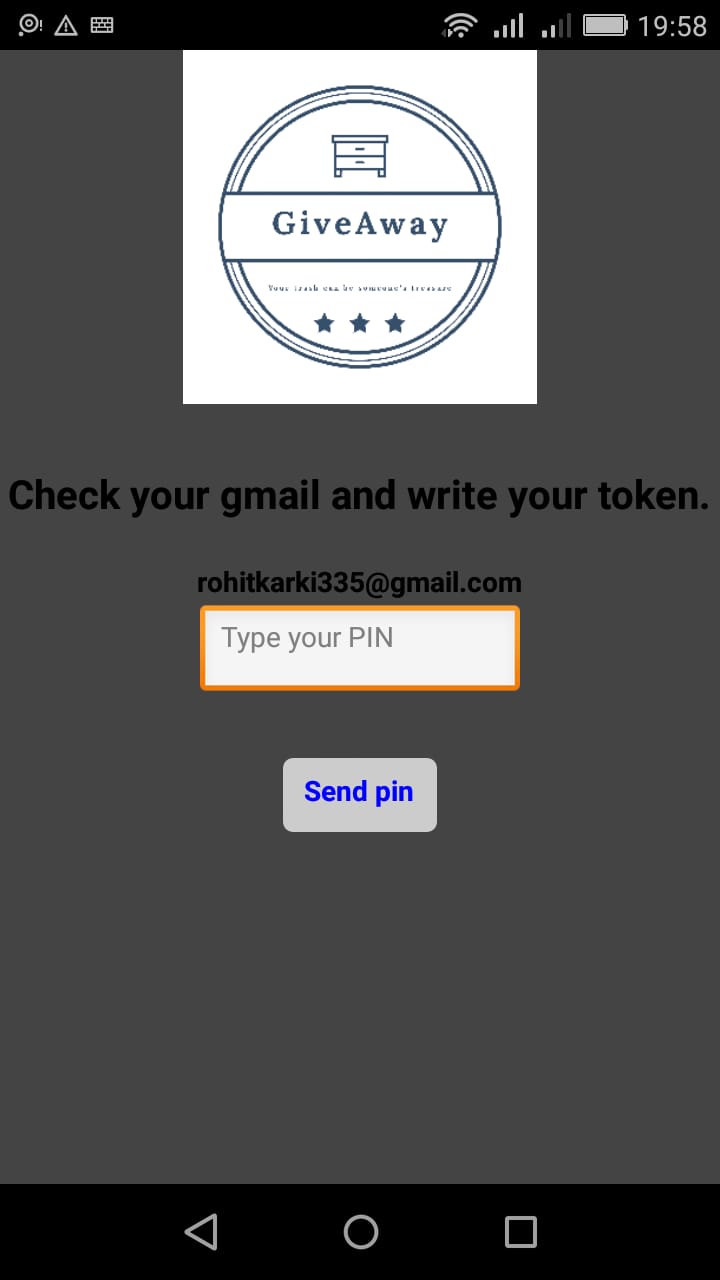 19:58
GiveAway
Your trash can be someone's treasure
Check your gmail and write your token.
rohitkarki335@gmail.com
Type your PIN
Send pin